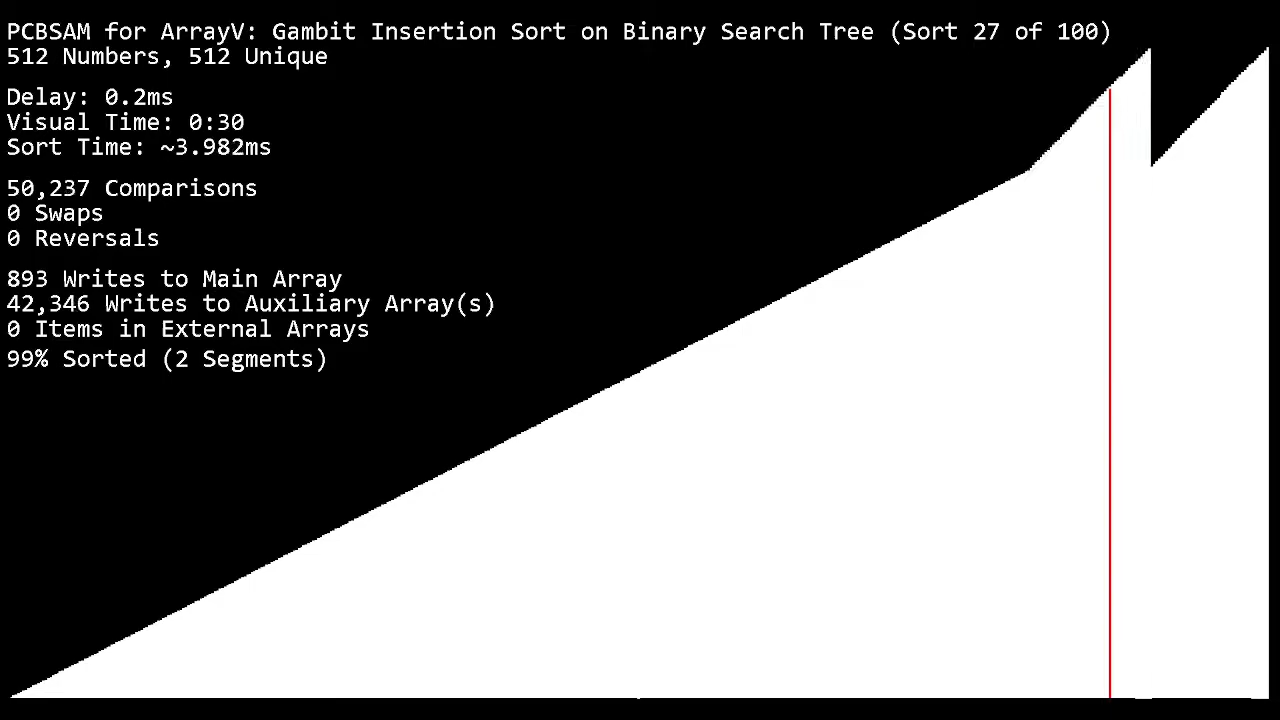 PCBSAM for ArrayV: Gambit Insertion Sort on Binary Search Tree (Sort 27 of 100)
512 Numbers, 512 Unique
Delay: 0.2ms
Visual Time: 0:30
Sort Time: ~3.982ms
50,237 Comparisons
0 Swaps
0 Reversals
893 Writes to Main Array
42,346 Writes to Auxiliary Array(s)
0 Items in External Arrays
99% Sorted (2 Segments)